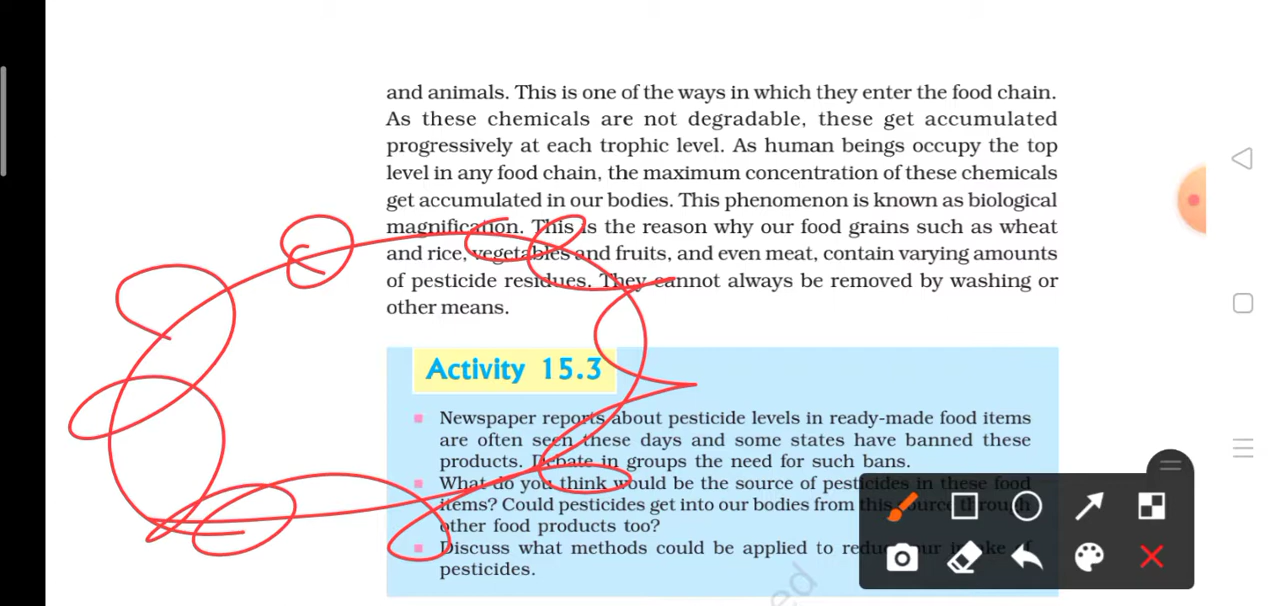 and animals. This is one of the ways in which they enter the food chain.
As these chemicals are not degradable, these get accumulated
progressively at each trophic level. As human beings occupy the top
level in any food chain, the maximum concentration of these chemicals
get accumulated in our bodies. This phenomenon is known as biological
magnification. This is the reason why our food grains such as wheat
and rice, vegetables and fruits, and even meat, contain varying amounts
of pesticide residues. They cannot always be removed by washing or
other means.
Activity 15.3
Newspaper reports about pesticide levels in ready-made food items
are often seen these days and some states have banned these
products. Debate in groups the need for such bans.
What do you think would be the source of pesticides in these food
items? Could pesticides get into our bodies from this source through
other food products too?
Discuss what methods could be applied to reduce our intake of
pesticides.